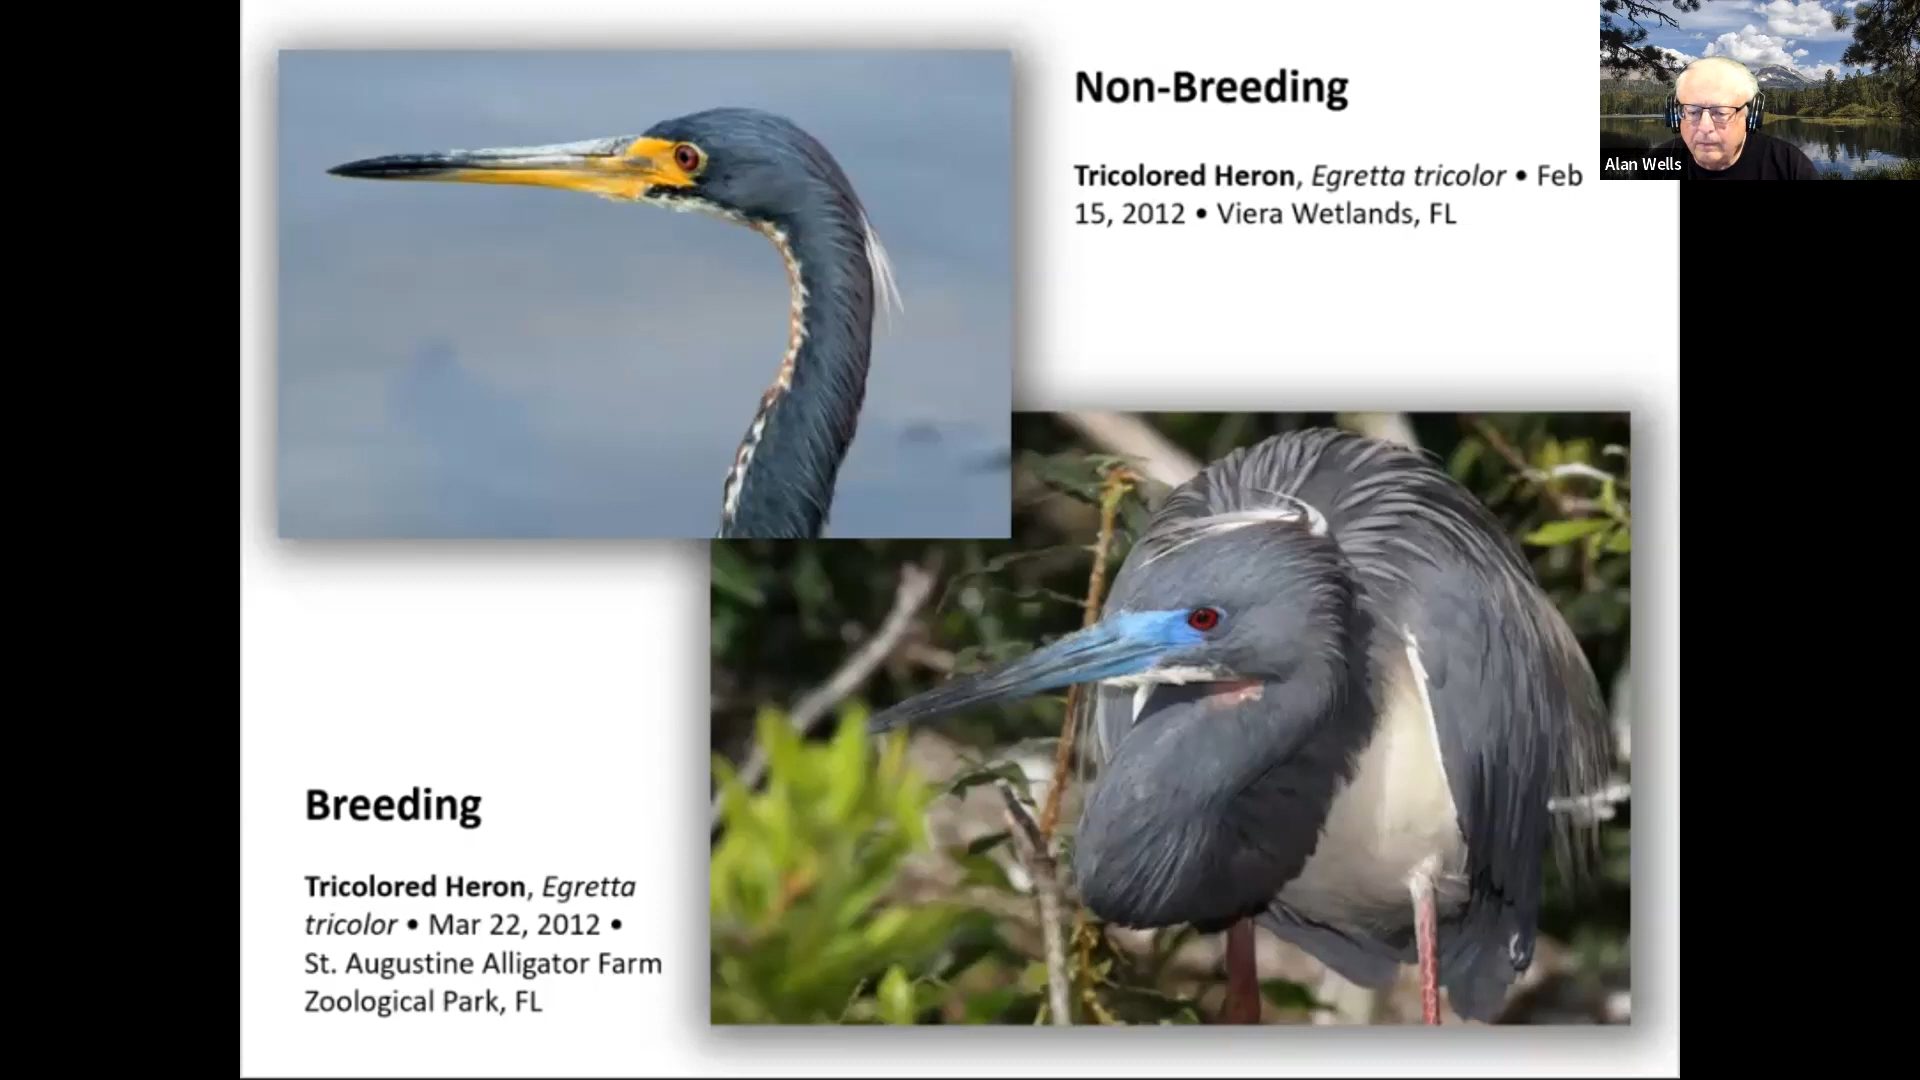 Non-Breeding
Tricolored Heron, Egretta tricolor • Feb
15, 2012 • Viera Wetlands, FL
Alan Wells
Breeding
Tricolored Heron, Egretta
tricolor • Mar 22, 2012 •
St. Augustine Alligator Farm
Zoological Park, FL